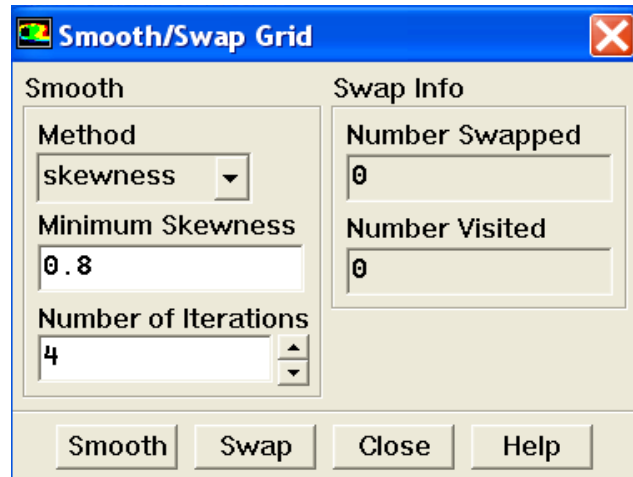 Smooth/Swap Grid
Smooth
Method
skewness
Minimum Skewness
0.8
Number of Iterations
4
Swap Info
Number Swapped
0
Number Visited
0
Smooth
Swap
Close
Help